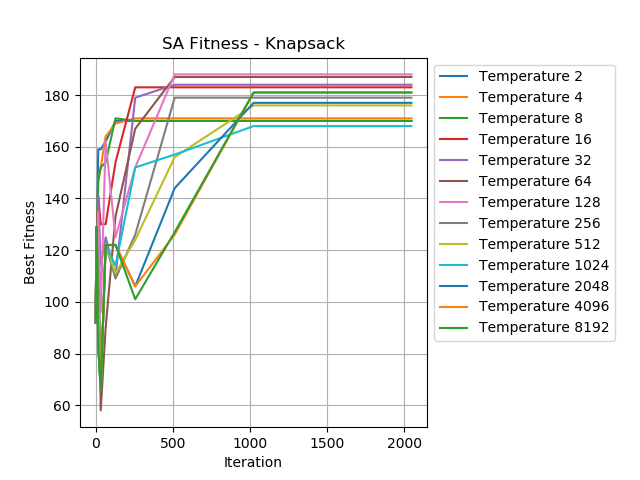 SA Fitness - Knapsack
Best Fitness
180
160
140
120
100
80
60
0
500
1000
1500
2000
Iteration
Temperature 2
Temperature 4
Temperature 8
Temperature 16
Temperature 32
Temperature 64
Temperature 128
Temperature 256
Temperature 512
Temperature 1024
Temperature 2048
Temperature 4096
Temperature 8192